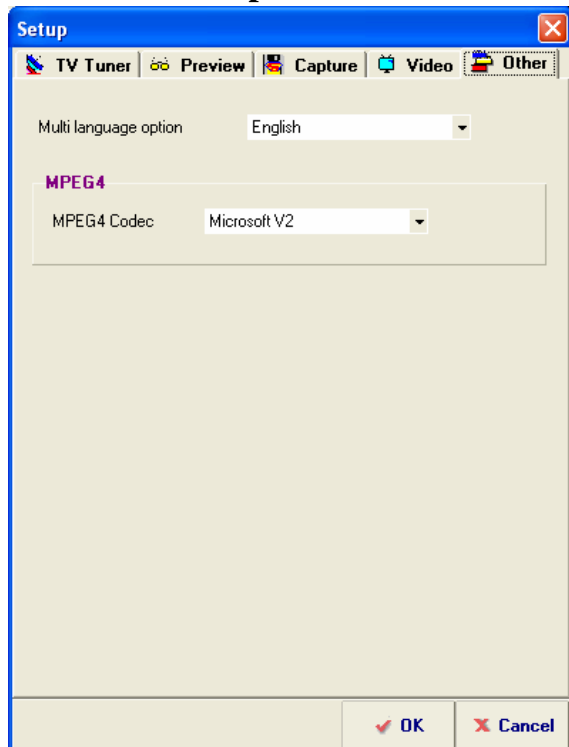 Setup
TV Tuner Preview Capture Video Other
Multi language option English
MPEG4
MPEG4 Codec Microsoft V2
OK Cancel